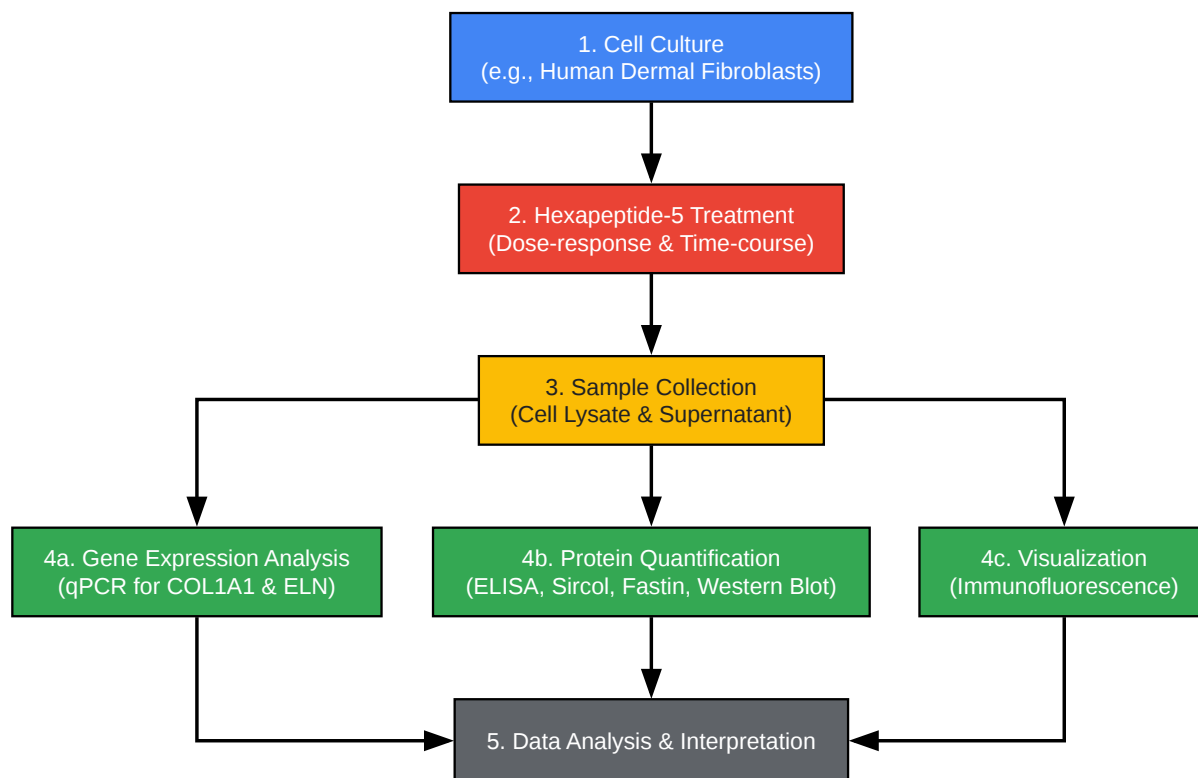 1. Cell Culture
(e.g., Human Dermal Fibroblasts)
2. Hexapeptide-5 Treatment
(Dose-response & Time-course)
3. Sample Collection
(Cell Lysate & Supernatant)
4a. Gene Expression Analysis
(qPCR for COL1A1 & ELN)
4b. Protein Quantification
(ELISA, Sircol, Fastin, Western Blot)
4c. Visualization
(Immunofluorescence)
5. Data Analysis & Interpretation